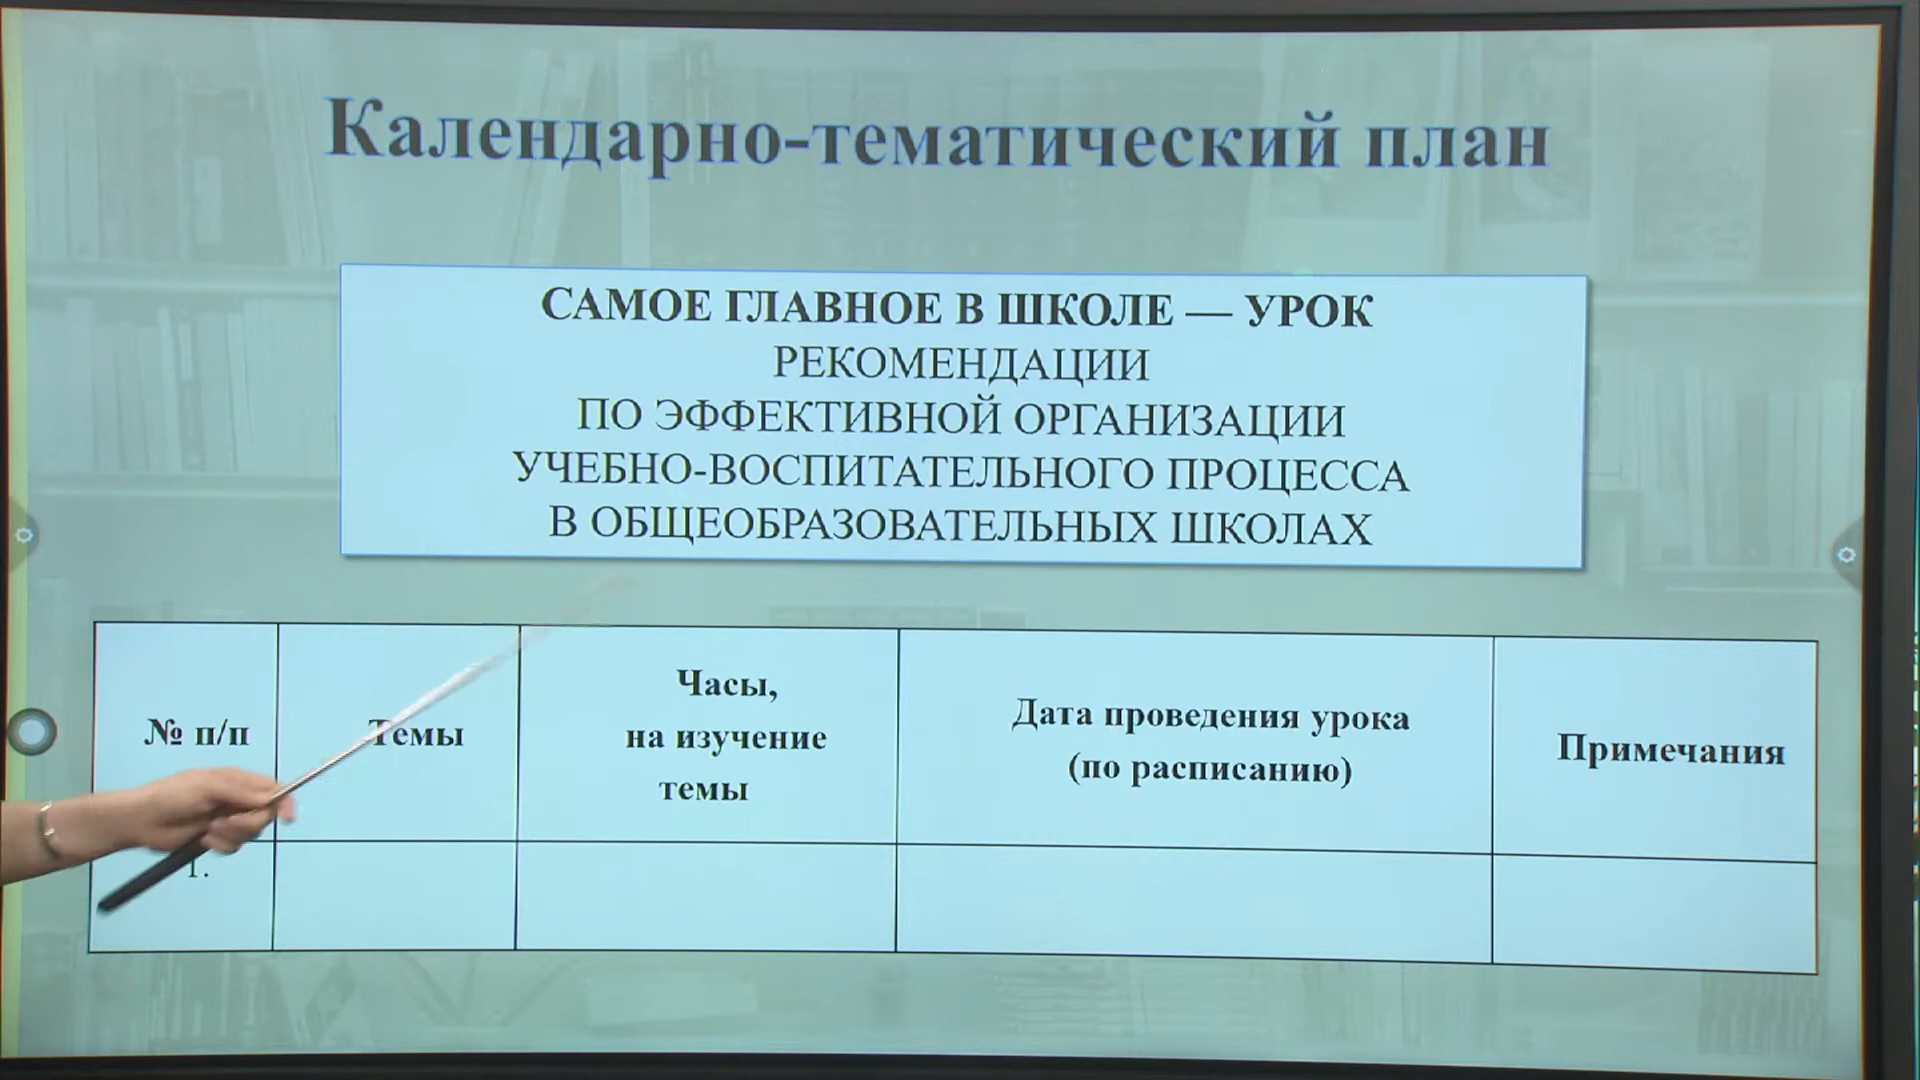 Календарно-тематический план
САМОЕ ГЛАВНОЕ В ШКОЛЕ — УРОК
РЕКОМЕНДАЦИИ
ПО ЭФФЕКТИВНОЙ ОРГАНИЗАЦИИ
УЧЕБНО-ВОСПИТАТЕЛЬНОГО ПРОЦЕССА
В ОБЩЕОБРАЗОВАТЕЛЬНЫХ ШКОЛАХ
№ п/п
Темы
Часы,
на изучение
темы
Дата проведения урока
(по расписанию)
Примечания
1.